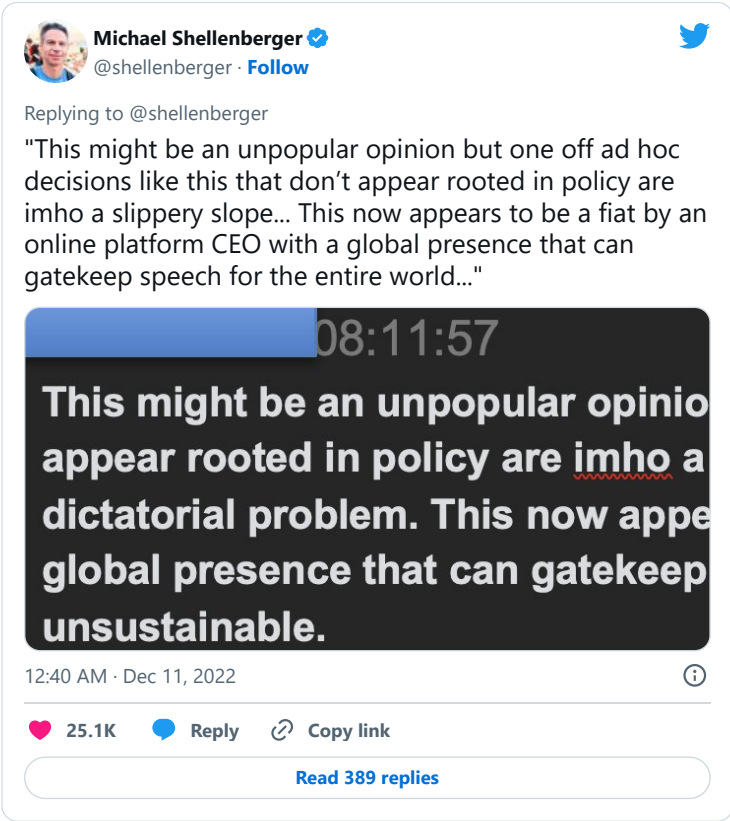 Michael Shellenberger
@shellenberger · Follow
Replying to @shellenberger
"This might be an unpopular opinion but one off ad hoc
decisions like this that don’t appear rooted in policy are
imho a slippery slope... This now appears to be a fiat by an
online platform CEO with a global presence that can
gatekeep speech for the entire world..."
08:11:57
This might be an unpopular opinio
appear rooted in policy are imho a
dictatorial problem. This now appe
global presence that can gatekeep
unsustainable.
12:40 AM · Dec 11, 2022
25.1K Reply Copy link
Read 389 replies